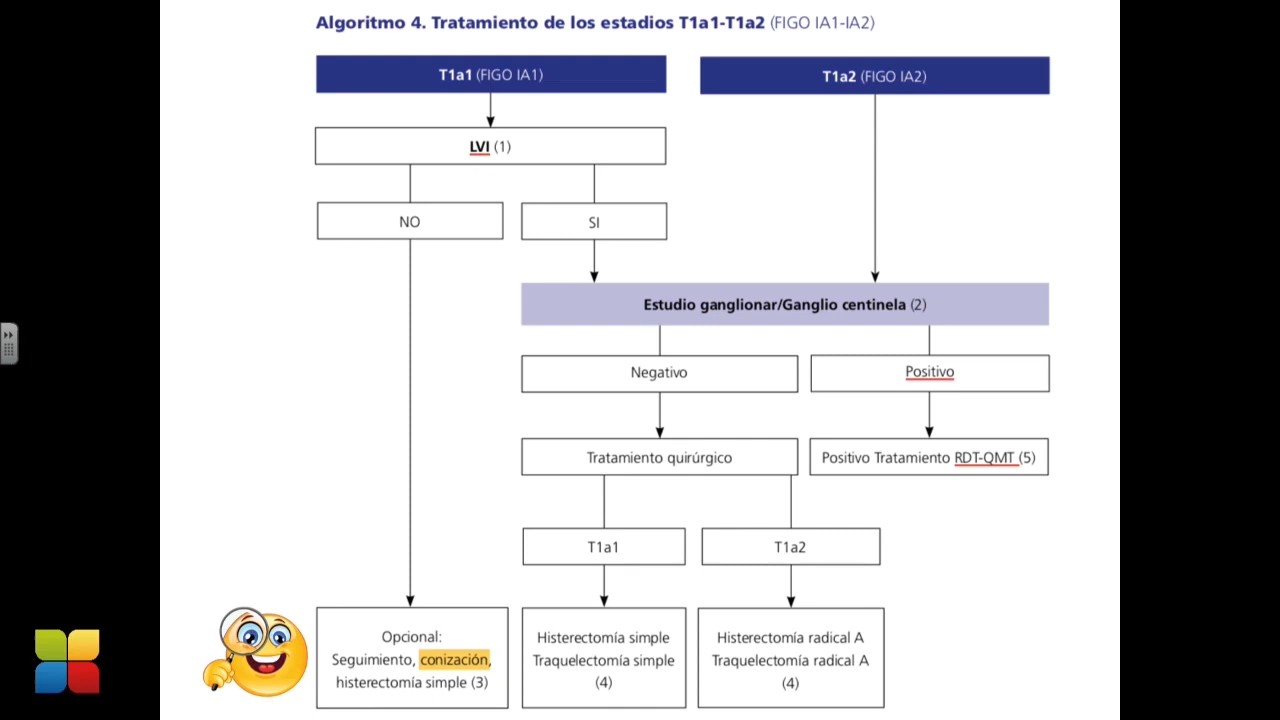 Algoritmo 4. Tratamiento de los estadios T1a1-T1a2 (FIGO IA1-IA2)
T1a1 (FIGO IA1)
T1a2 (FIGO IA2)
LVI (1)
NO
SI
Estudio ganglionar/Ganglio centinela (2)
Negativo
Positivo
Tratamiento quirúrgico
Positivo Tratamiento RDT-QMT (5)
T1a1
T1a2
Opcional:
Seguimiento, conización,
histerectomía simple (3)
Histerectomía simple
Traquelectomía simple
(4)
Histerectomía radical A
Traquelectomía radical A
(4)